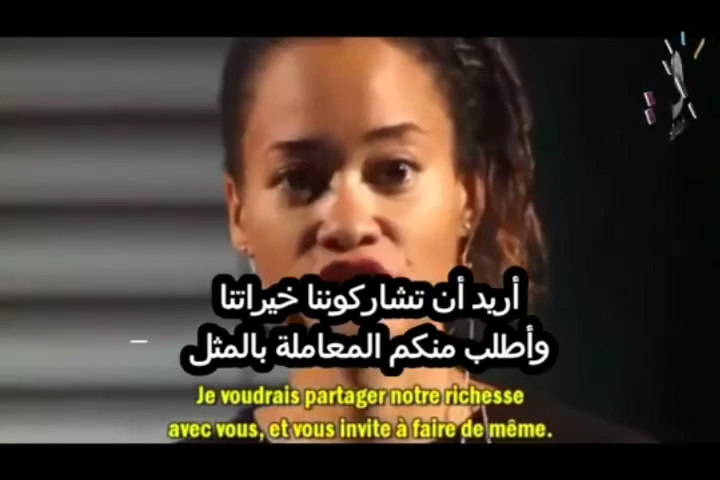 أريد أن تشاركوننا خيراتنا
وأطلب منكم المعاملة بالمثل
Je voudrais partager notre richesse
avec vous, et vous invite à faire de même.